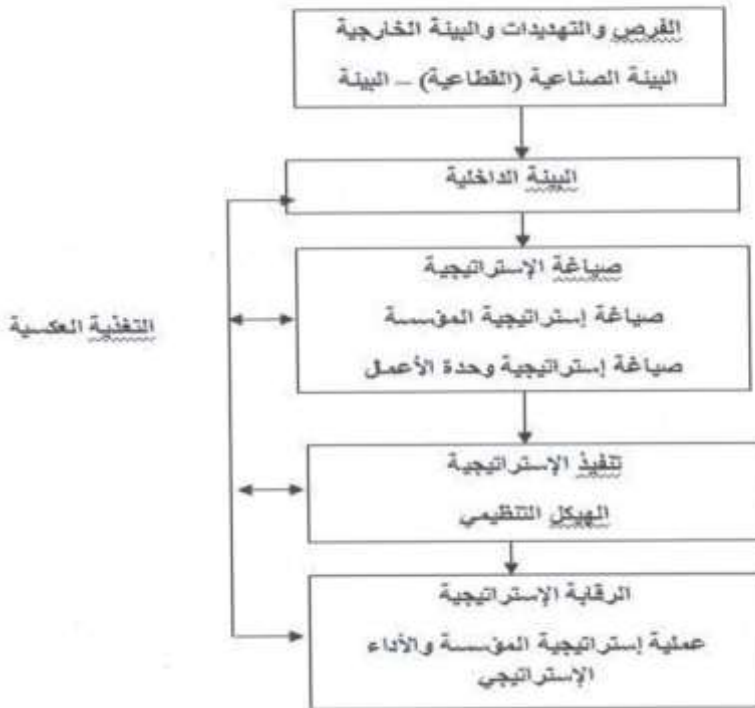 الفرص والتهديدات والبيئة الخارجية
البيئة الصناعية (القطاعية) – البيئة
البيئة الداخلية
صياغة الإستراتيجية
صياغة إستراتيجية المؤسسة
صياغة إستراتيجية وحدة الأعمال
التغذية العكسية
تنفيذ الإستراتيجية
الهيكل التنظيمي
الرقابة الإستراتيجية
عملية إستراتيجية المؤسسة والأداء
الإستراتيجي